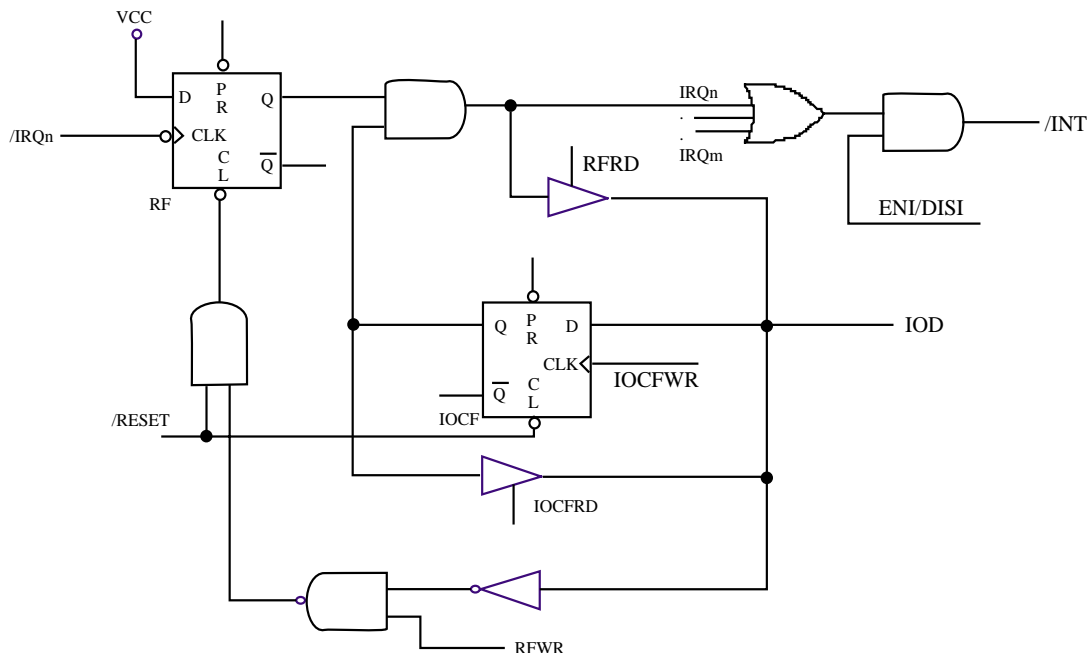 VCC
D
P
R
Q
IRQn
/IRQn
CLK
/INT
C
L
Q
IRQm
RFRD
RF
ENI/DISI
Q
P
R
D
IOD
CLK
IOCFWR
C
L
Q
IOCF
/RESET
IOCFRD
RFWR